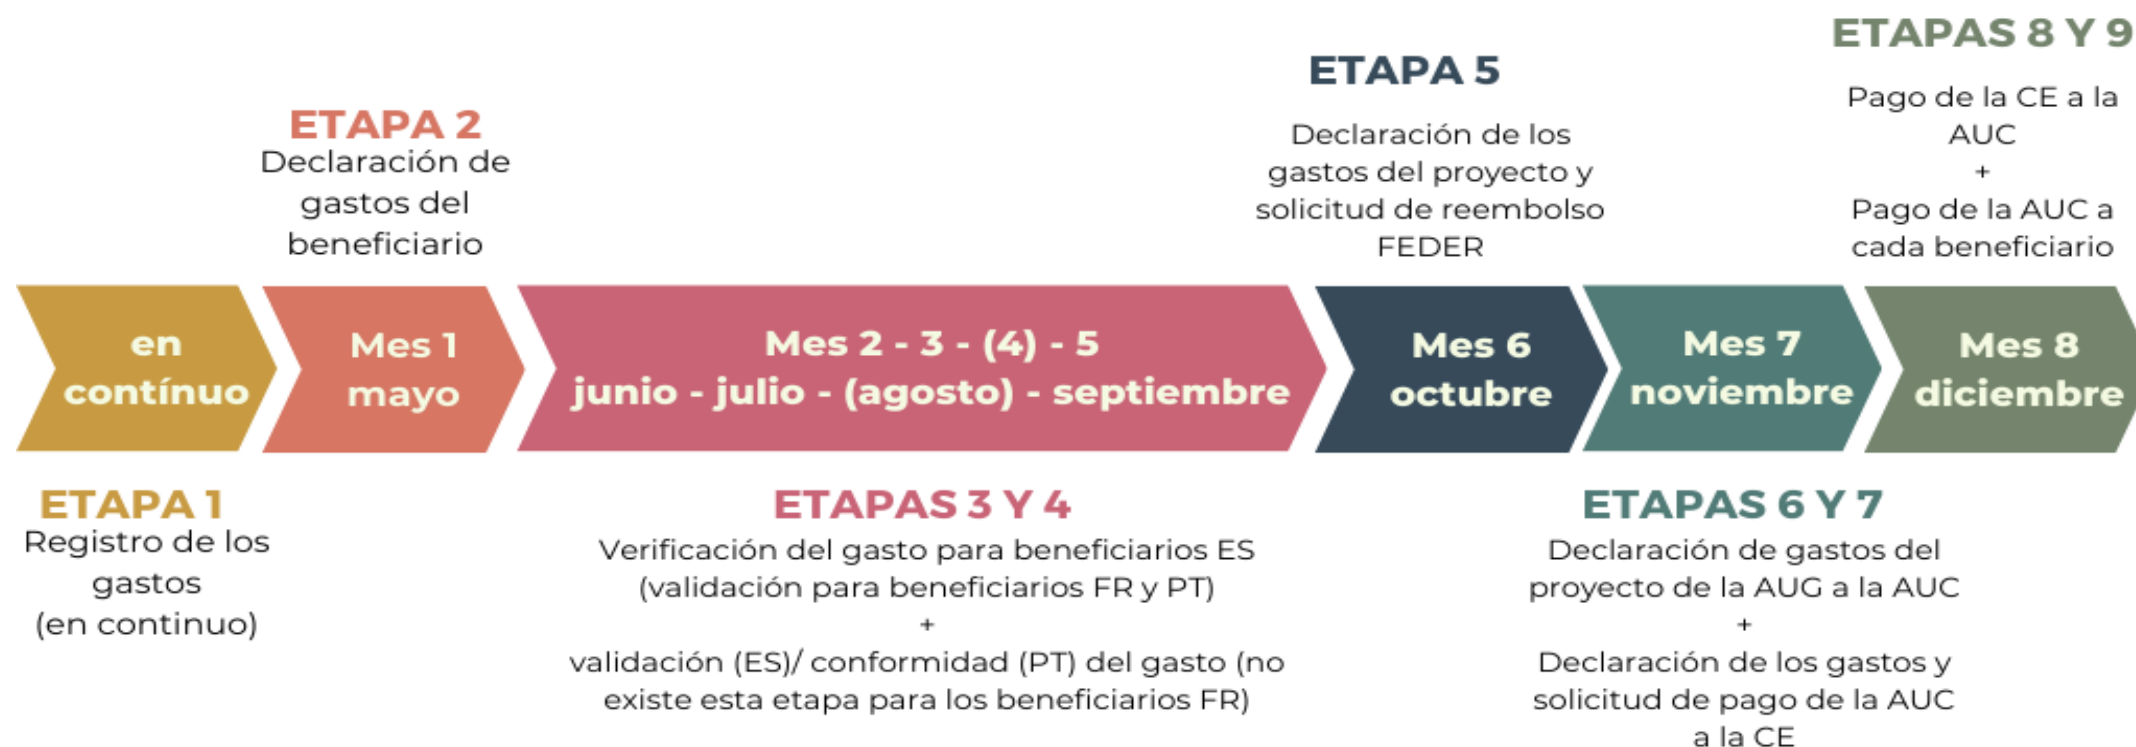 ETAPA 1
Registro de los
gastos
(en continuo)
en
contínuo
ETAPA 2
Declaración de
gastos del
beneficiario
Mes 1
mayo
Mes 2 - 3 - (4) - 5
junio - julio - (agosto) - septiembre
ETAPAS 3 Y 4
Verificación del gasto para beneficiarios ES
(validación para beneficiarios FR y PT)
+
validación (ES)/ conformidad (PT) del gasto (no
existe esta etapa para los beneficiarios FR)
ETAPA 5
Declaración de los
gastos del proyecto y
solicitud de reembolso
FEDER
Mes 6
octubre
Mes 7
noviembre
ETAPAS 6 Y 7
Declaración de gastos del
proyecto de la AUG a la AUC
+
Declaración de los gastos y
solicitud de pago de la AUC
a la CE
ETAPAS 8 Y 9
Pago de la CE a la
AUC
+
Pago de la AUC a
cada beneficiario
Mes 8
diciembre